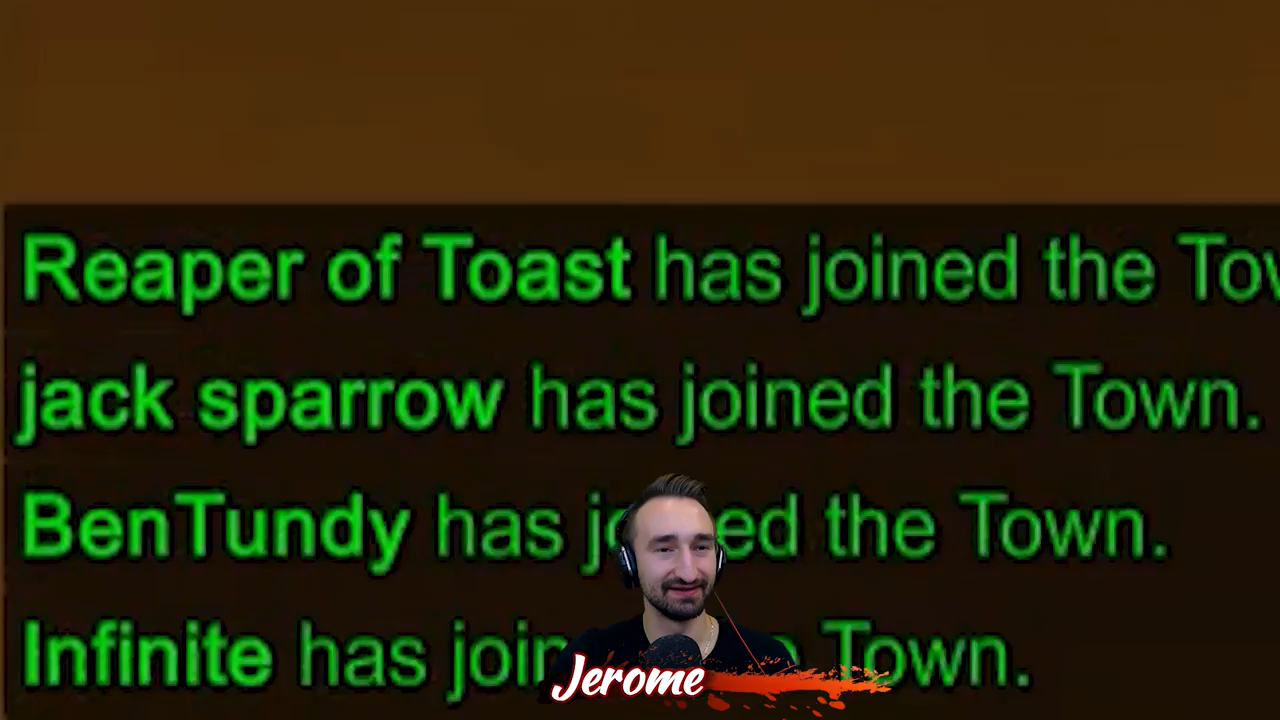 Reaper of Toast has joined the
jack sparrow has joined the Town.
BenTundy has the Town.
Infinite has Town.
Jerome